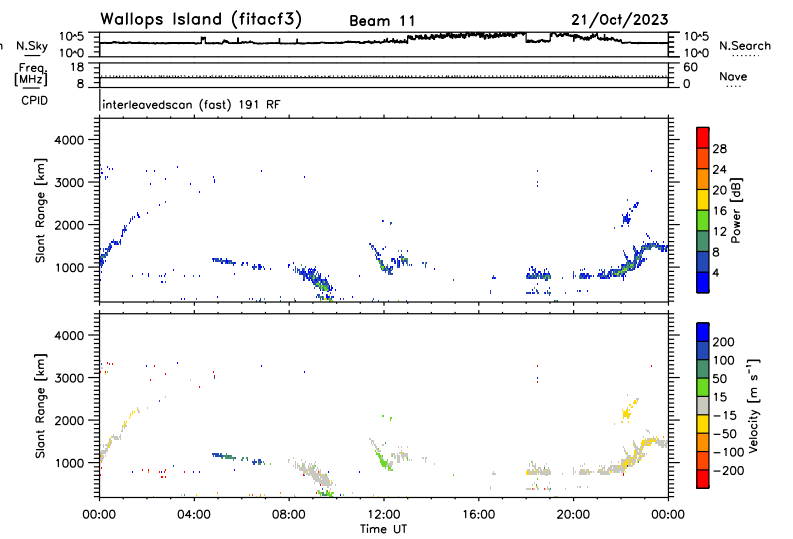 Wallops Island (fitacf3) Beam 11 21/Oct/2023
n N.Sky 10^5 10^0 10^5 10^0 N.Search
Freq. [MHz] 18 8 60 0 Nave
CPID interleavedscan (fast) 191 RF
Slant Range [km] 4000 3000 2000 1000
28 24 20 16 12 8 4 Power [dB]
Slant Range [km] 4000 3000 2000 1000
200 100 50 15 -15 -50 -100 -200 Velocity [m s⁻¹]
00:00 04:00 08:00 12:00 16:00 20:00 00:00
Time UT